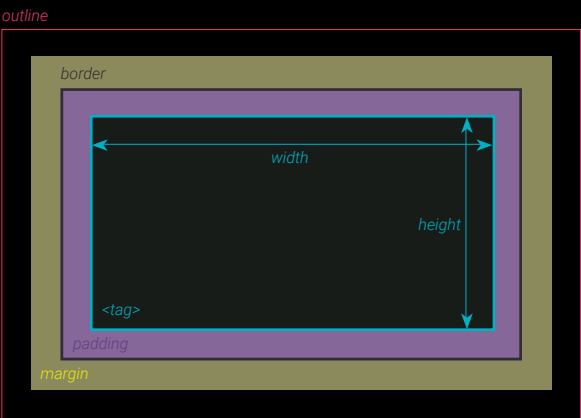 outline
border
width
height
<tag>
padding
margin